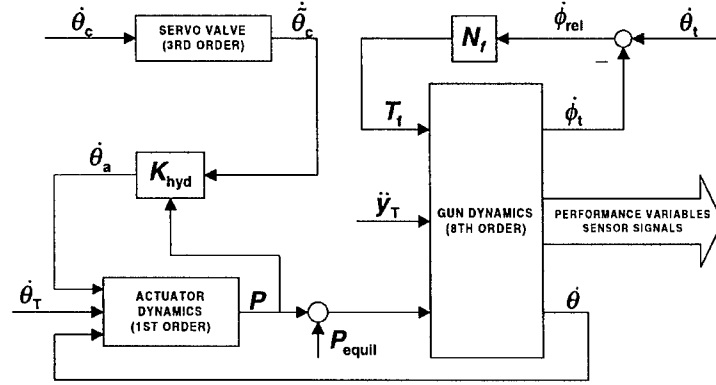 θ̇c
SERVO VALVE
(3RD ORDER)
θ̃̇c
Nf
ϕ̇rel
θ̇t
−
Tf
ϕ̇t
θ̇a
Khyd
ÿT
GUN DYNAMICS
(8TH ORDER)
PERFORMANCE VARIABLES
SENSOR SIGNALS
θ̇T
ACTUATOR
DYNAMICS
(1ST ORDER)
P
Pequil
θ̇